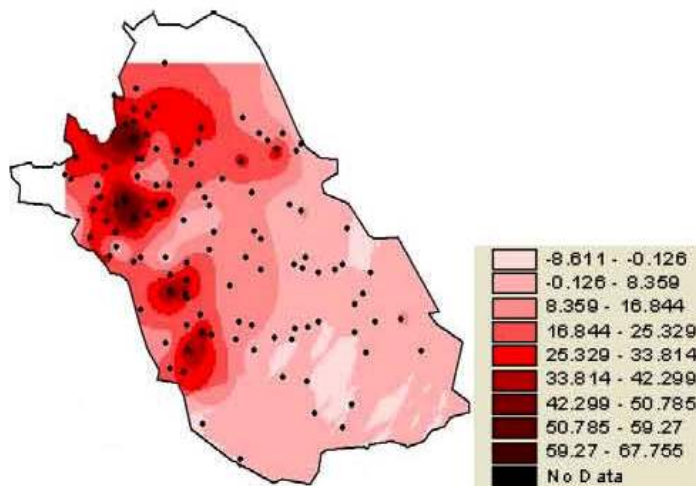 -8.611 - -0.126
-0.126 - 8.359
8.359 - 16.844
16.844 - 25.329
25.329 - 33.814
33.814 - 42.299
42.299 - 50.785
50.785 - 59.27
59.27 - 67.755
No Data